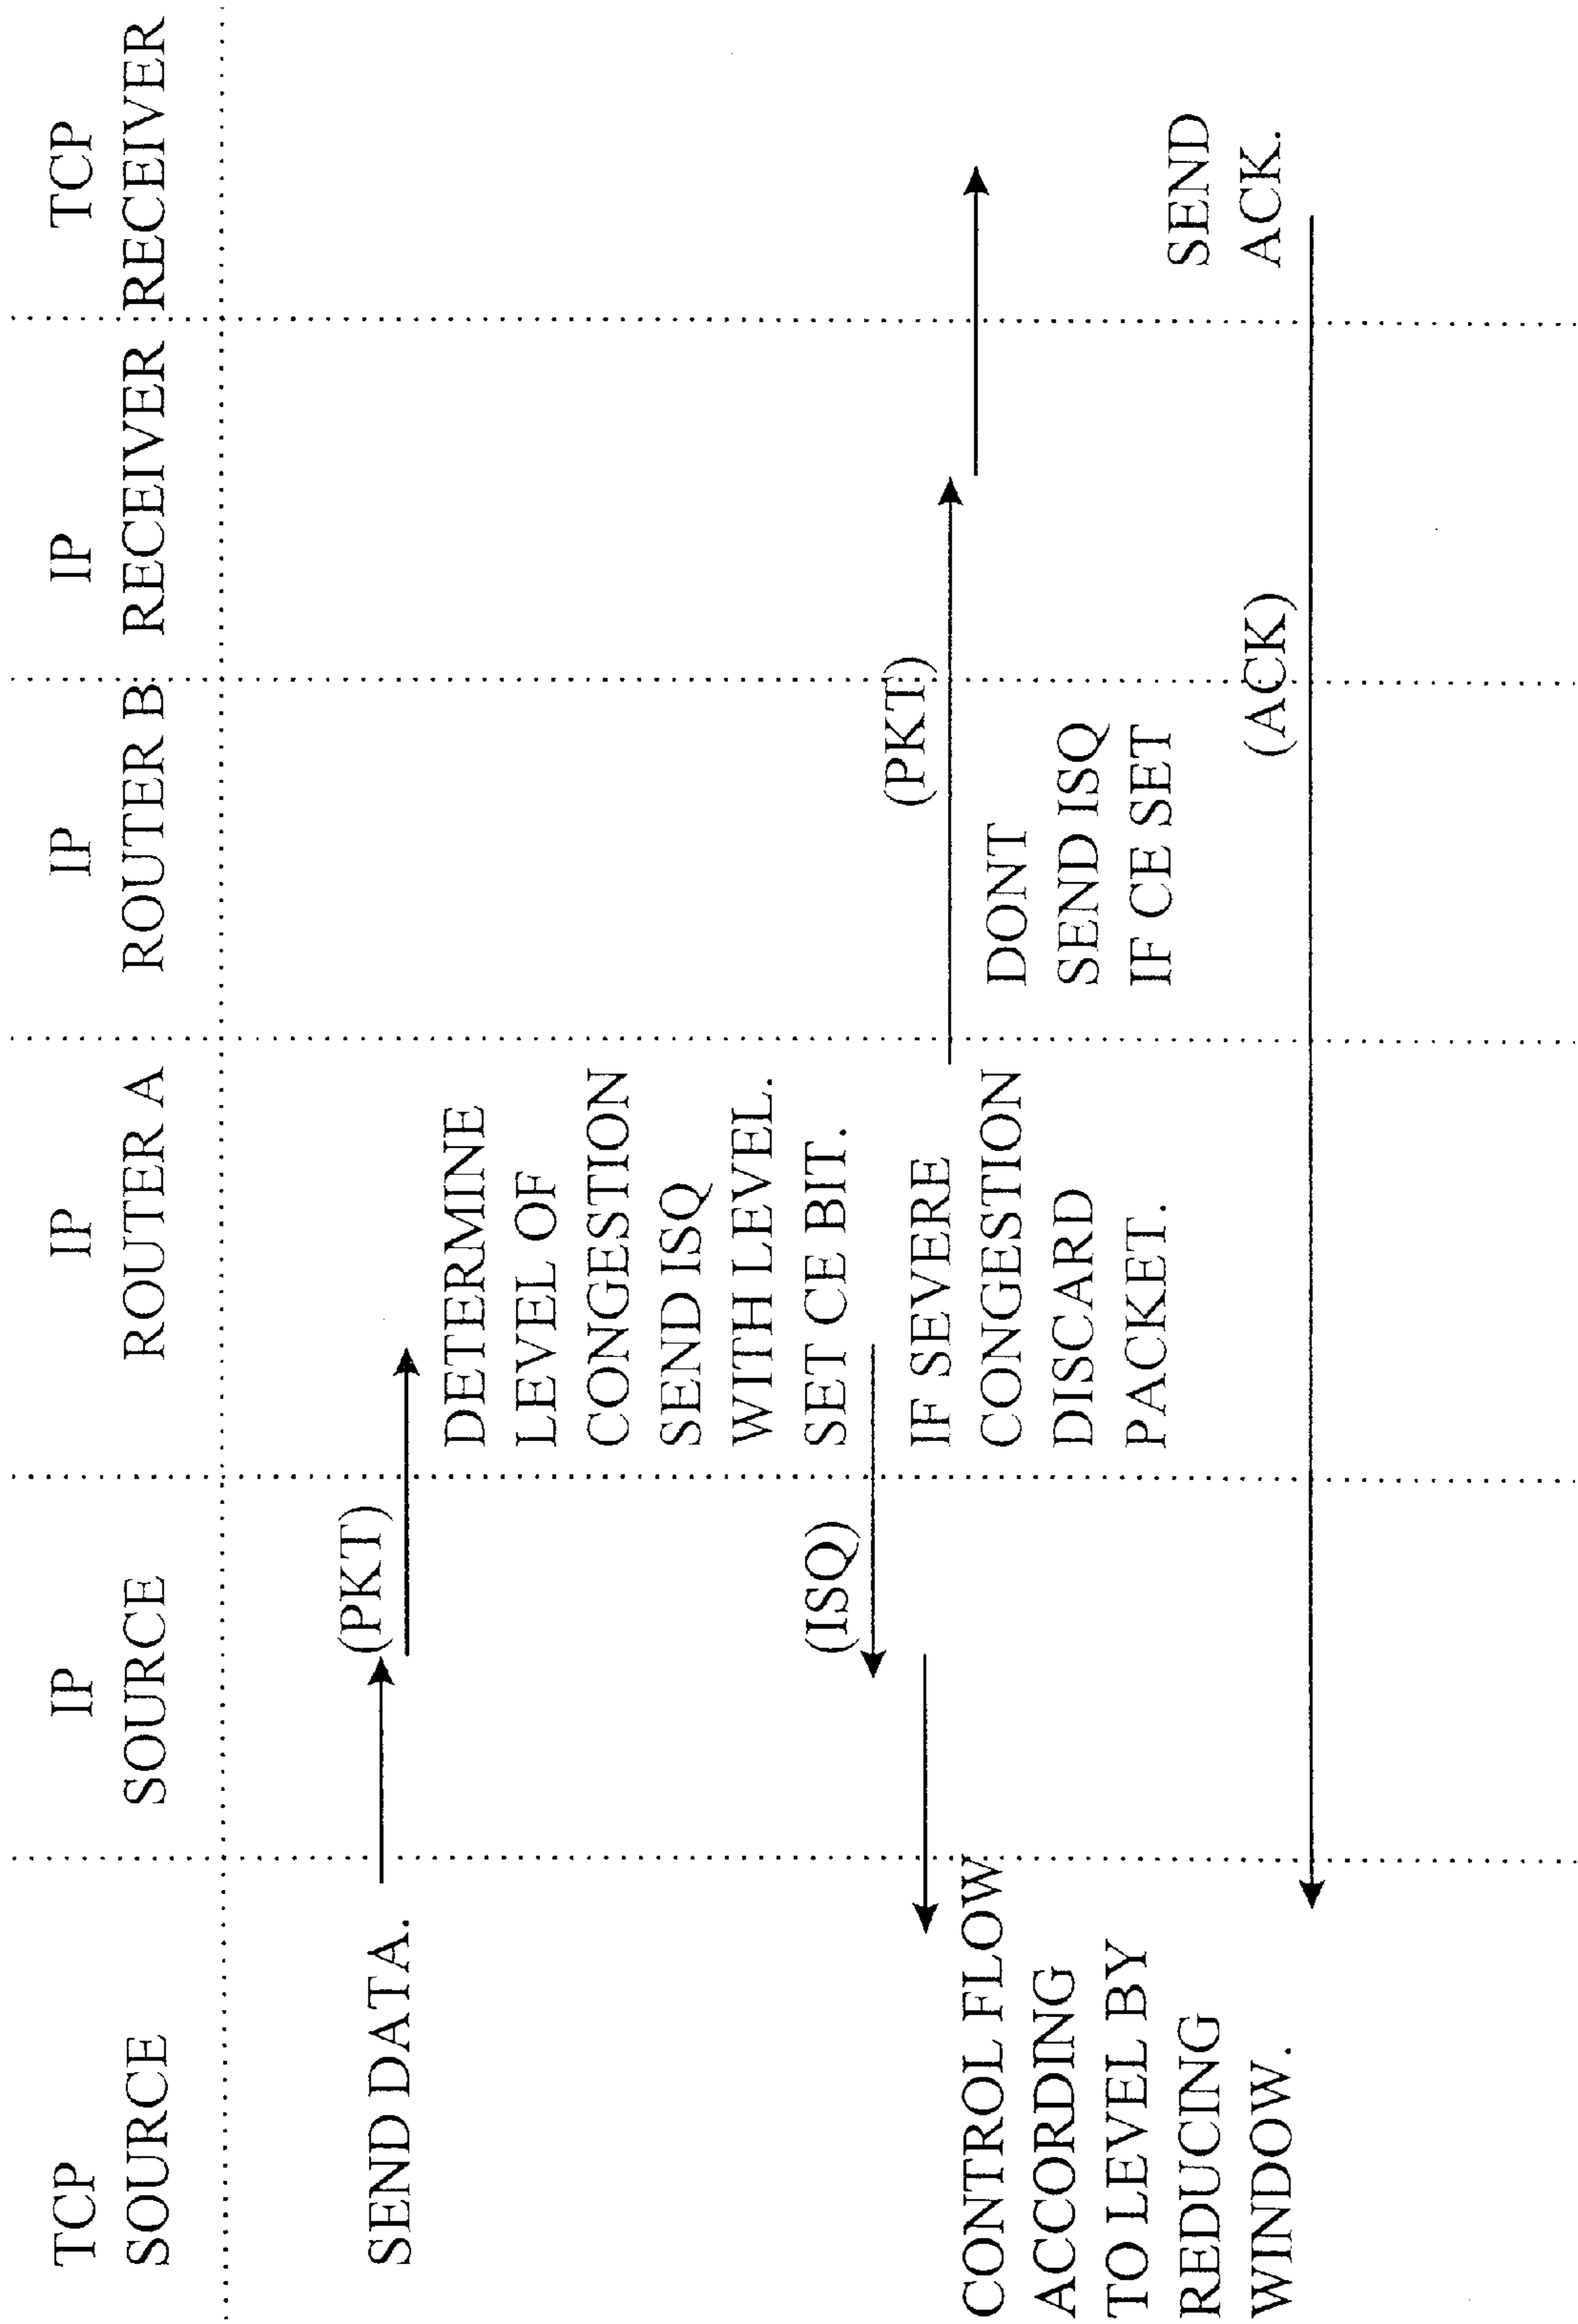 TCP
SOURCE
IP
SOURCE
IP
ROUTER A
IP
ROUTER B
IP
RECEIVER
TCP
RECEIVER
SEND DATA.
(PKT)
DETERMINE
LEVEL OF
CONGESTION
SEND ISQ
WITH LEVEL.
SET CE BIT.
(ISQ)
IF SEVERE
CONGESTION
DISCARD
PACKET.
(PKT)
CONTROL FLOW
ACCORDING
TO LEVEL BY
REDUCING
WINDOW.
DONT
SEND ISQ
IF CE SET
SEND
ACK.
(ACK)